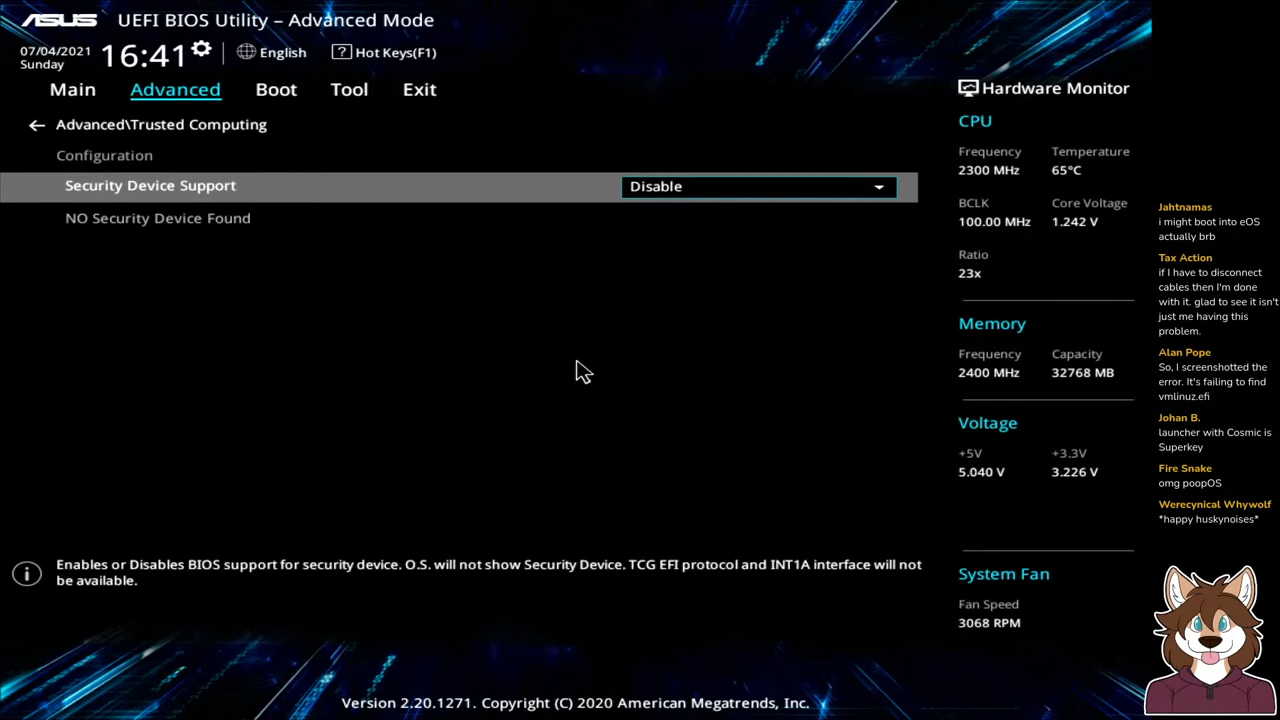 ASUS UEFI BIOS Utility – Advanced Mode
07/04/2021
Sunday
16:41
English
? Hot Keys(F1)
Main Advanced Boot Tool Exit
← Advanced\Trusted Computing
Configuration
Security Device Support Disable
NO Security Device Found
i Enables or Disables BIOS support for security device. O.S. will not show Security Device. TCG EFI protocol and INT1A interface will not
be available.
Version 2.20.1271. Copyright (C) 2020 American Megatrends, Inc.
Hardware Monitor
CPU
Frequency Temperature
2300 MHz 65°C
BCLK Core Voltage
100.00 MHz 1.242 V
Ratio
23x
Memory
Frequency Capacity
2400 MHz 32768 MB
Voltage
+5V +3.3V
5.040 V 3.226 V
System Fan
Fan Speed
3068 RPM
Jahtnamas
i might boot into eOS
actually brb
Tax Action
if I have to disconnect
cables then I'm done
with it. glad to see it isn't
just me having this
problem.
Alan Pope
So, I screenshotted the
error. It's failing to find
vmlinuz.efi
Johan B.
launcher with Cosmic is
Superkey
Fire Snake
omg poopOS
Werecynical Whywolf
*happy huskynoises*